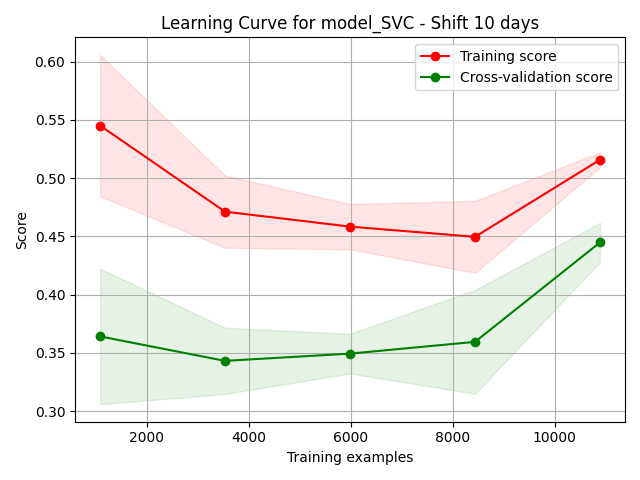 Learning Curve for model_SVC - Shift 10 days
Training score
Cross-validation score
Score
0.60
0.55
0.50
0.45
0.40
0.35
0.30
2000
4000
6000
8000
10000
Training examples